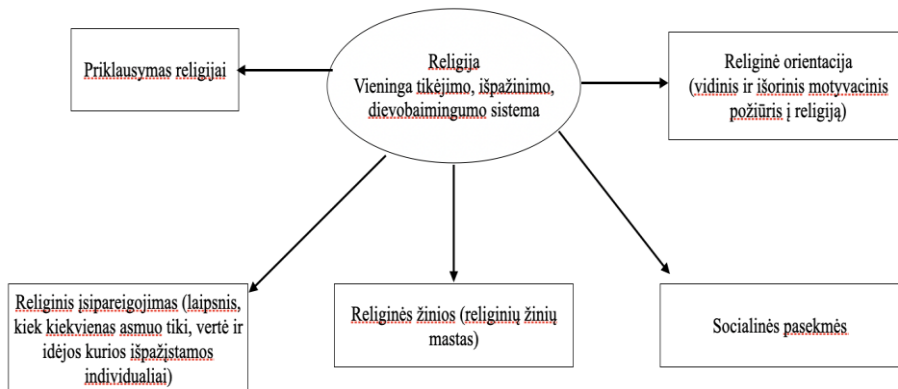 Priklausymas religijai
Religija
Vieninga tikėjimo, išpažinimo,
dievobaimingumo sistema
Religinė orientacija
(vidinis ir išorinis motyvacinis
požiūris į religiją)
Religinis įsipareigojimas (laipsnis,
kiek kiekvienas asmuo tiki, vertė ir
idėjos kurios išpažįstamos
individualiai)
Religinės žinios (religinių žinių
mastas)
Socialinės pasekmės